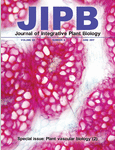 JIPB
Journal of Integrative Plant Biology
Special Issue: Plant vascular biology (2)